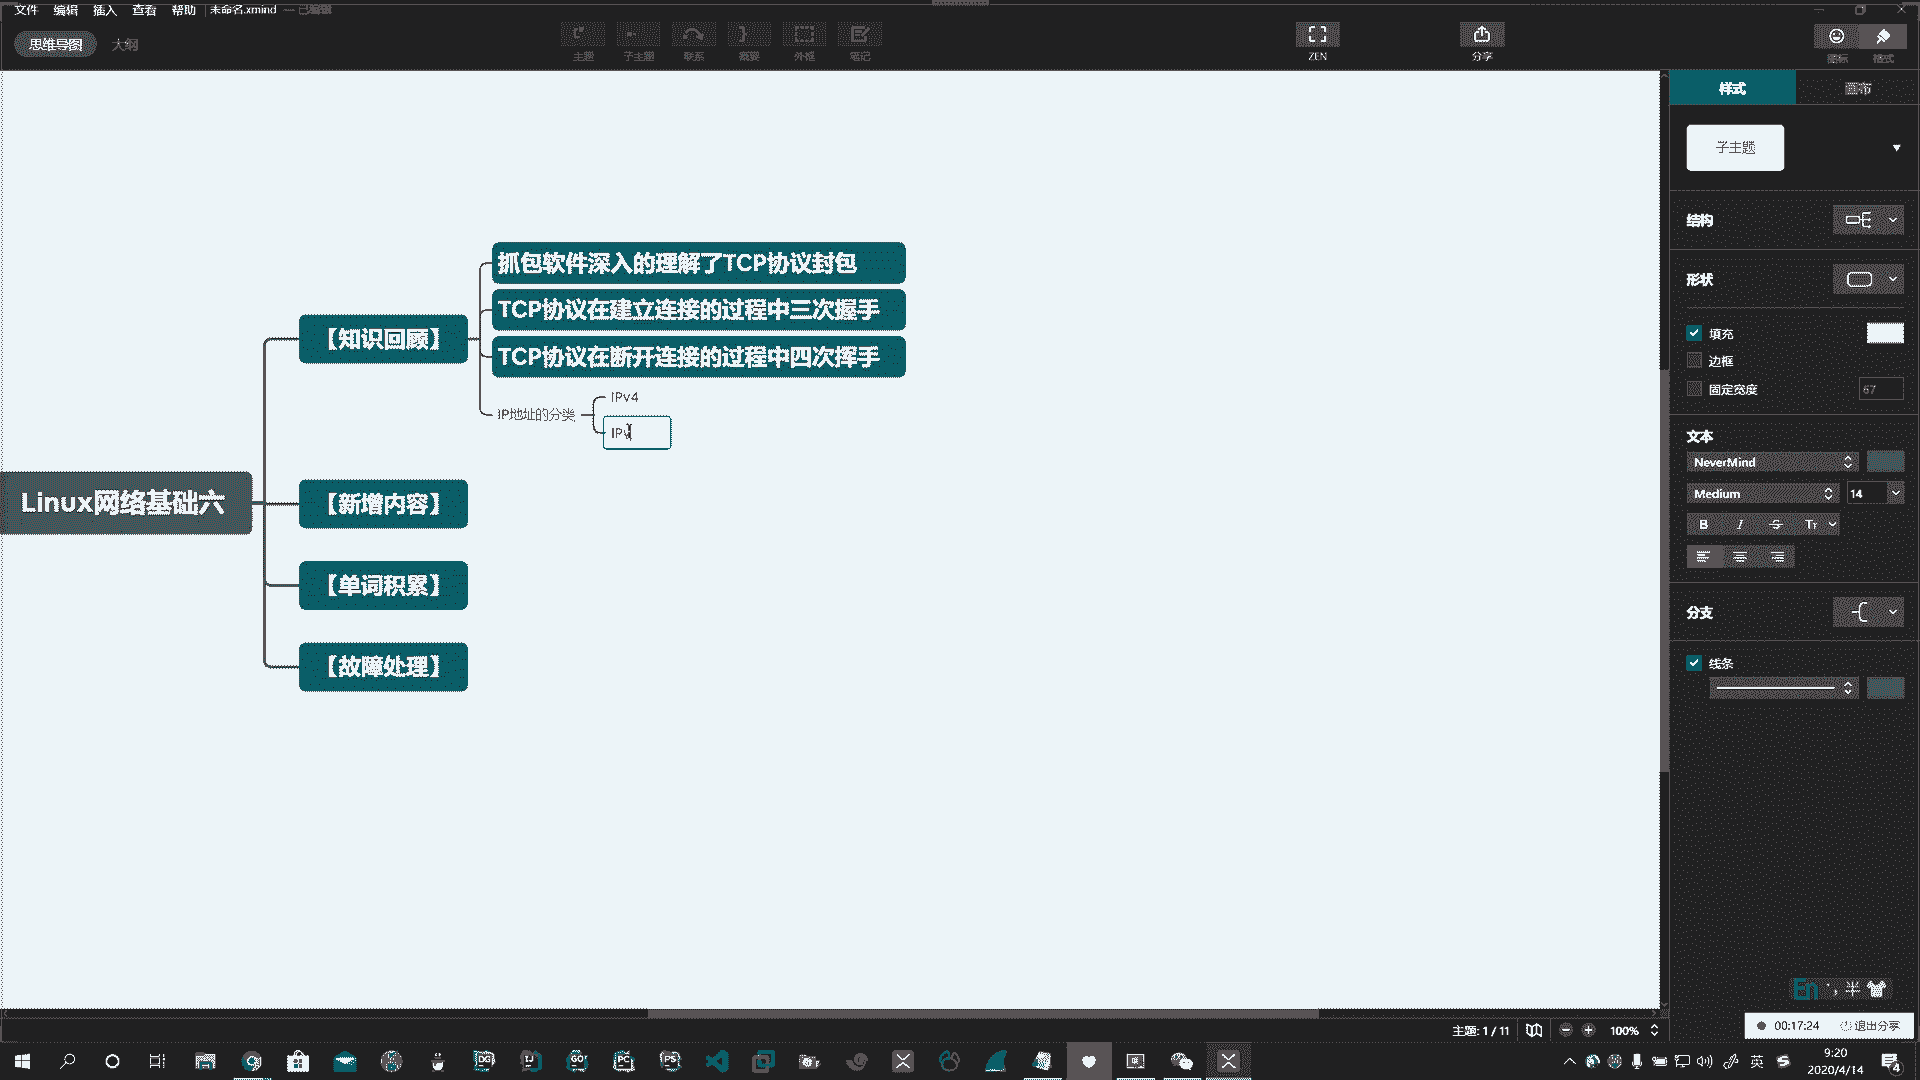 文件 编辑 插入 查看 帮助 未命名.xmind — 已编辑
思维导图 大纲
主题 子主题 联系 概要 外框 笔记 ZEN 分享 图标 格式
样式 画布
子主题
结构
形状
填充
边框
固定宽度 67
文本
NeverMind
Medium 14
B I S Tт
分支
线条
Linux网络基础六
【知识回顾】
抓包软件深入的理解了TCP协议封包
TCP协议在建立连接的过程中三次握手
TCP协议在断开连接的过程中四次挥手
IP地址的分类
IPv4
IPv
【新增内容】
【单词积累】
【故障处理】
En 半
00:17:24 退出分享
主题: 1 / 11 100%
DG IJ GO PC PS
英
9:20
2020/4/14
4